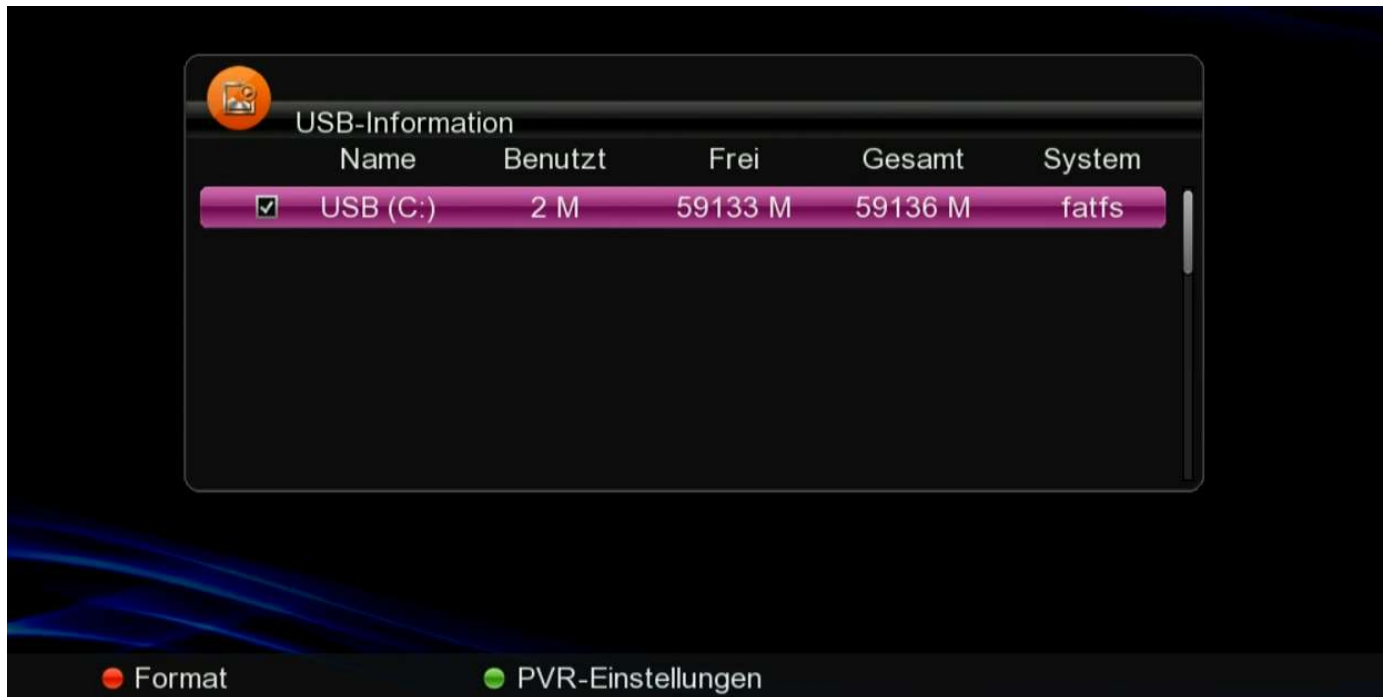 USB-Information
Name Benutzt Frei Gesamt System
USB (C:) 2 M 59133 M 59136 M fatfs
Format PVR-Einstellungen